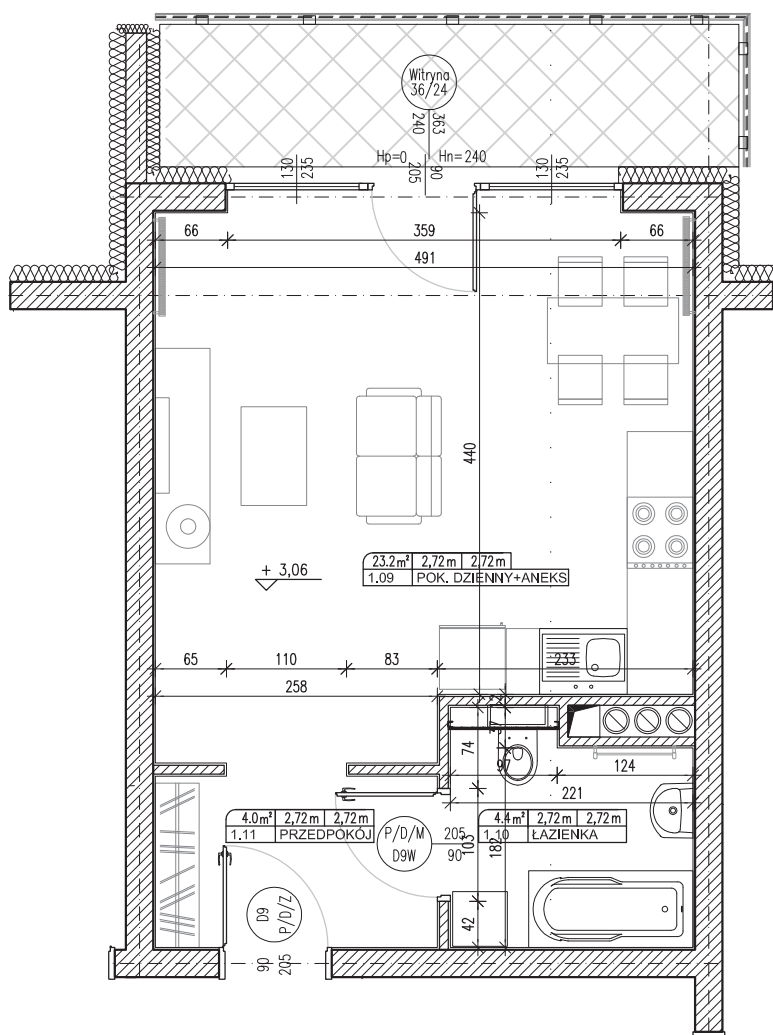 Witryna
36/24
363
240
Hp=0 Hn=240
130
235
90
205
130
235
66 359 66
491
440
23.2m² 2,72m 2,72m
1.09 POK. DZIENNY+ANEKS
+ 3,06
65 110 83 233
258
74
97 124
221
4.0m² 2,72m 2,72m
1.11 PRZEDPOKÓJ
P/D/M
D9W
205
90
103
182
4.4m² 2,72m 2,72m
1.10 ŁAZIENKA
D9
P/D/Z
42
90
205